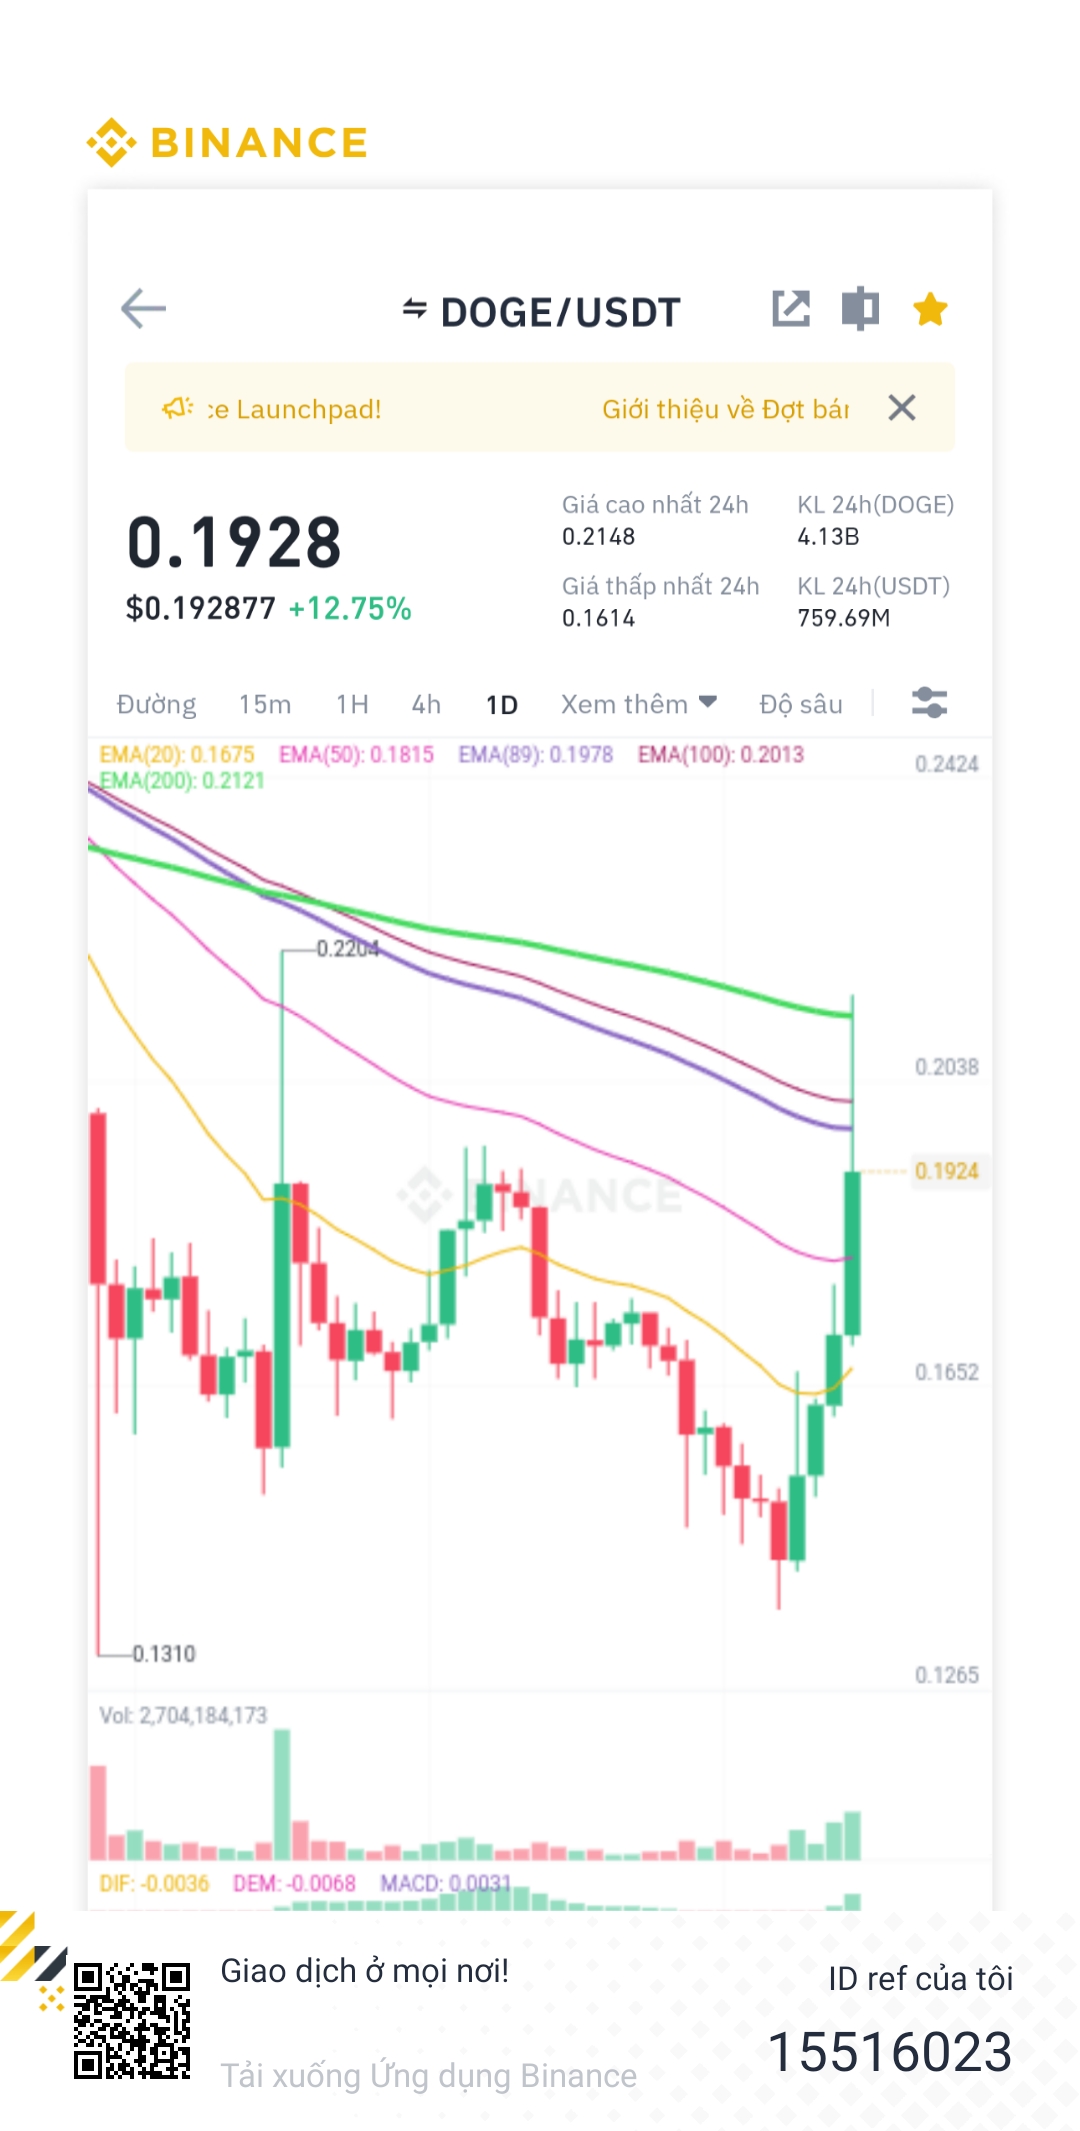 BINANCE
DOGE/USDT
ce Launchpad! Giới thiệu về Đợt bán
0.1928
$0.192877 +12.75%
Giá cao nhất 24h KL 24h(DOGE)
0.2148 4.13B
Giá thấp nhất 24h KL 24h(USDT)
0.1614 759.69M
Đường 15m 1H 4h 1D Xem thêm Độ sâu
EMA(20): 0.1675 EMA(50): 0.1815 EMA(89): 0.1978 EMA(100): 0.2013
EMA(200): 0.2121
0.2424
0.2204
0.2038
0.1924
BINANCE
0.1652
0.1310
0.1265
Vol: 2,704,184,173
DIF: -0.0036 DEM: -0.0068 MACD: 0.0031
Giao dịch ở mọi nơi!
Tải xuống Ứng dụng Binance
ID ref của tôi
15516023